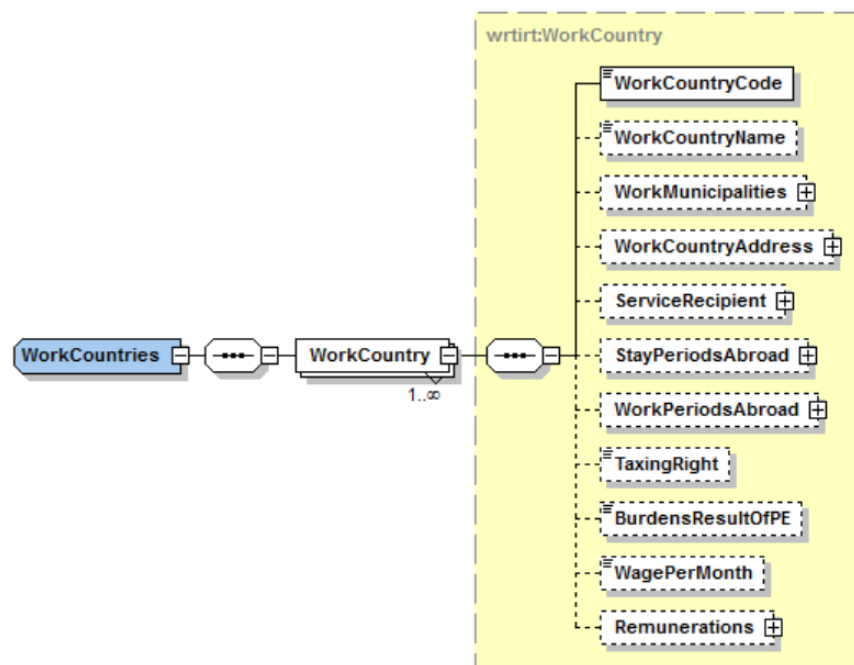 wrtirt:WorkCountry
WorkCountryCode
WorkCountryName
WorkMunicipalities
WorkCountryAddress
ServiceRecipient
WorkCountries
WorkCountry
StayPeriodsAbroad
1..∞
WorkPeriodsAbroad
TaxingRight
BurdensResultOfPE
WagePerMonth
Remunerations